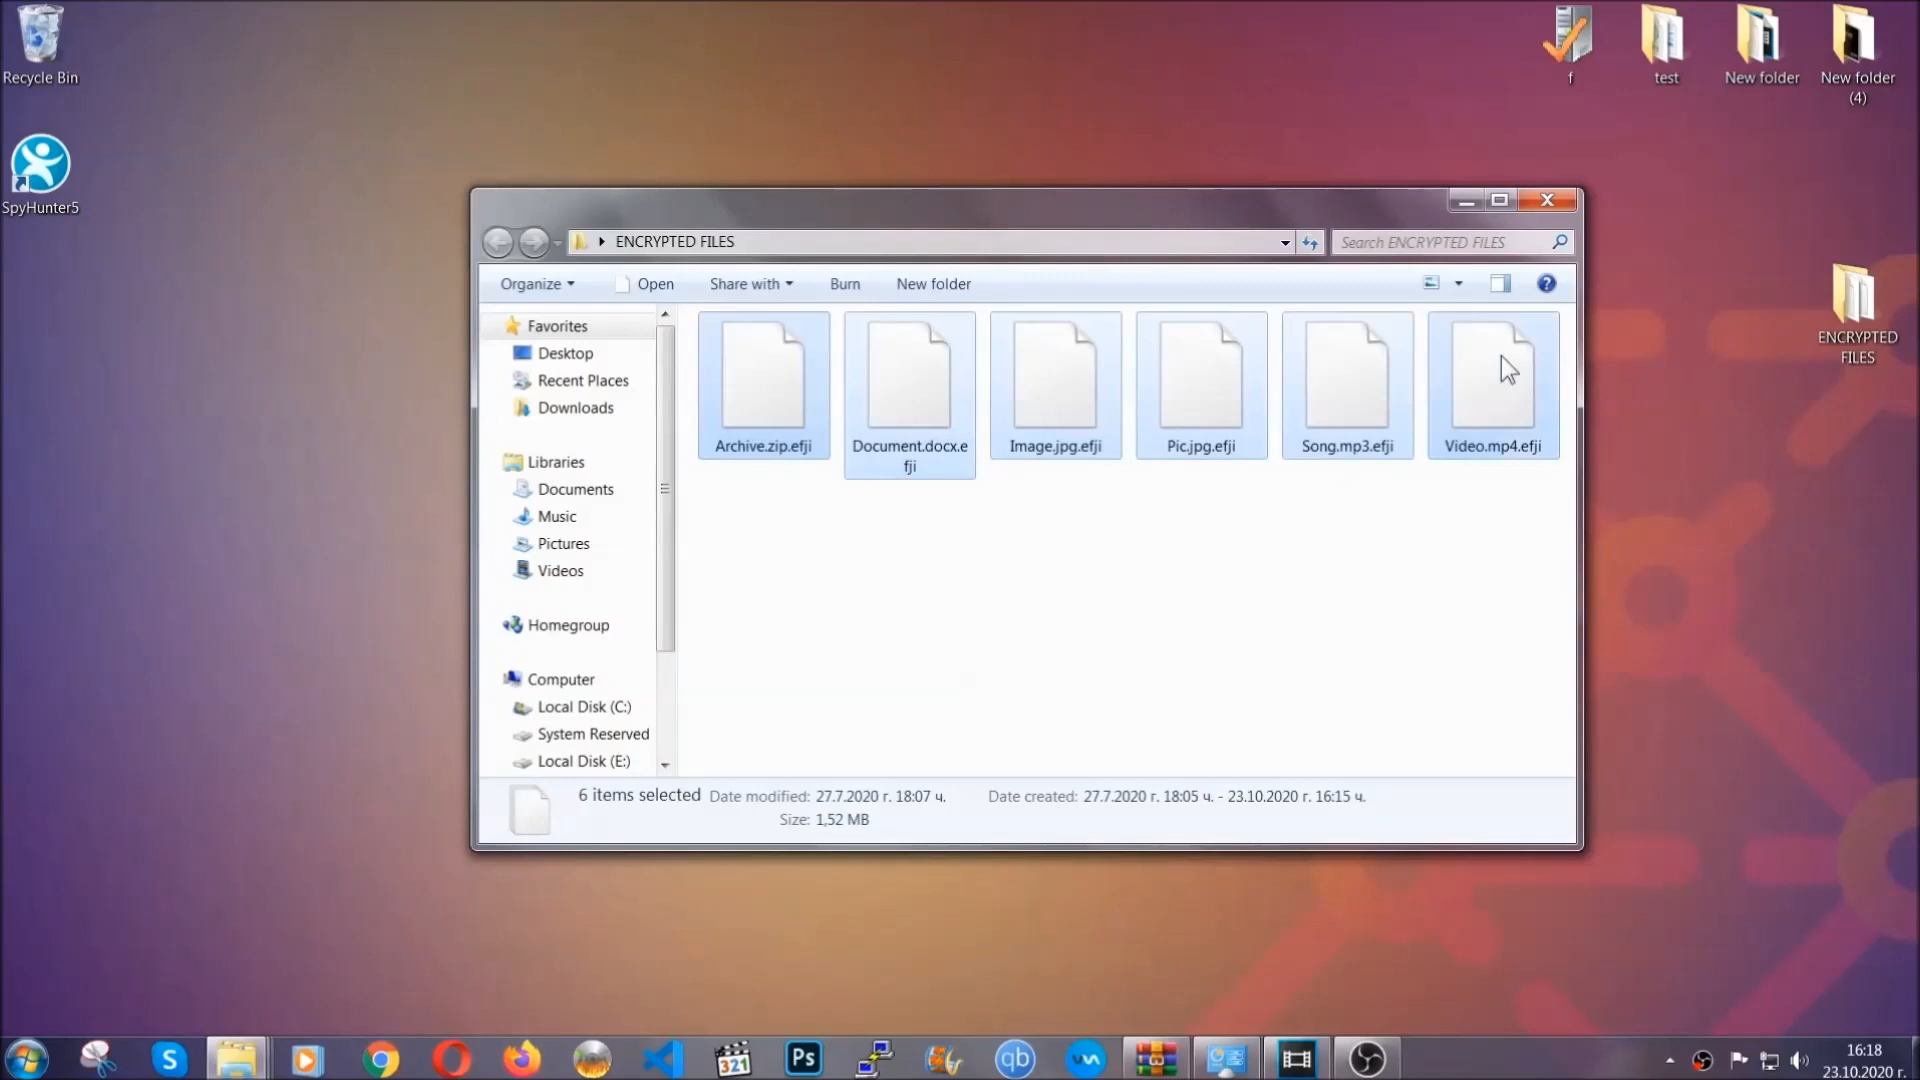 Recycle Bin
SpyHunter5
f
test
New folder
New folder
(4)
ENCRYPTED
FILES
ENCRYPTED FILES
Search ENCRYPTED FILES
Organize
Open
Share with
Burn
New folder
Favorites
Desktop
Recent Places
Downloads
Libraries
Documents
Music
Pictures
Videos
Homegroup
Computer
Local Disk (C:)
System Reserved
Local Disk (E:)
Archive.zip.efji
Document.docx.e
fji
Image.jpg.efji
Pic.jpg.efji
Song.mp3.efji
Video.mp4.efji
6 items selected Date modified: 27.7.2020 г. 18:07 ч. Date created: 27.7.2020 г. 18:05 ч. - 23.10.2020 г. 16:15 ч.
Size: 1,52 MB
S
321
Ps
qb
16:18
23.10.2020 г.